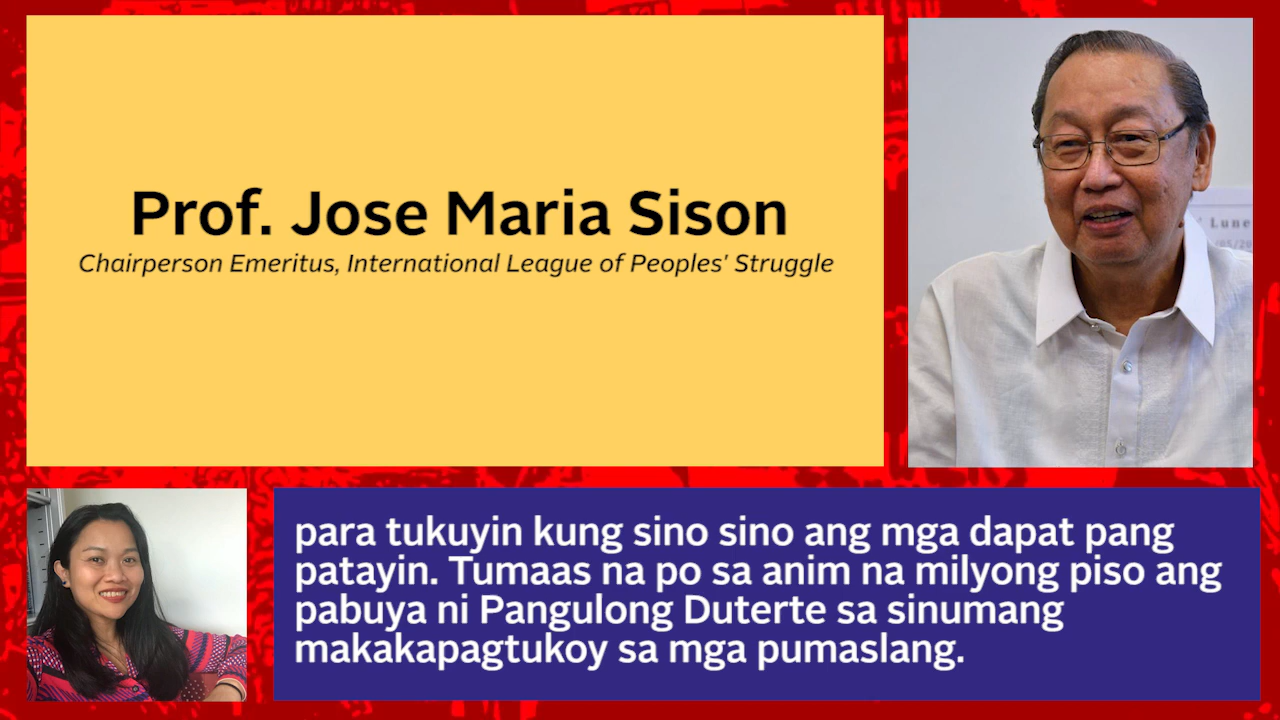 Prof. Jose Maria Sison
Chairperson Emeritus, International League of Peoples' Struggle
para tukuyin kung sino sino ang mga dapat pang
patayin. Tumaas na po sa anim na milyong piso ang
pabuya ni Pangulong Duterte sa sinumang
makakapagtukoy sa mga pumaslang.